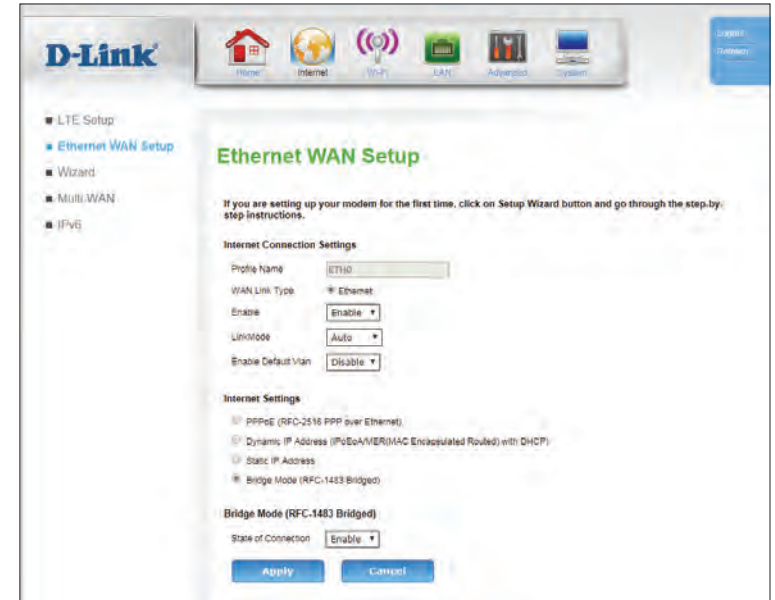 D-Link
Home
Internet
Wi-Fi
LAN
Advanced
System
Logout
LTE Setup
Ethernet WAN Setup
Wizard
Multi-WAN
IPv6
Ethernet WAN Setup
If you are setting up your modem for the first time, click on Setup Wizard button and go through the step-by-
step instructions.
Internet Connection Settings
Profile Name ETH0
WAN Link Type Ethernet
Enable Enable
LinkMode Auto
Enable Default Vlan Disable
Internet Settings
PPPoE (RFC-2516 PPP over Ethernet)
Dynamic IP Address (IPoEoA/MER(MAC Encapsulated Routed) with DHCP)
Static IP Address
Bridge Mode (RFC-1483 Bridged)
Bridge Mode (RFC-1483 Bridged)
State of Connection Enable
Apply
Cancel